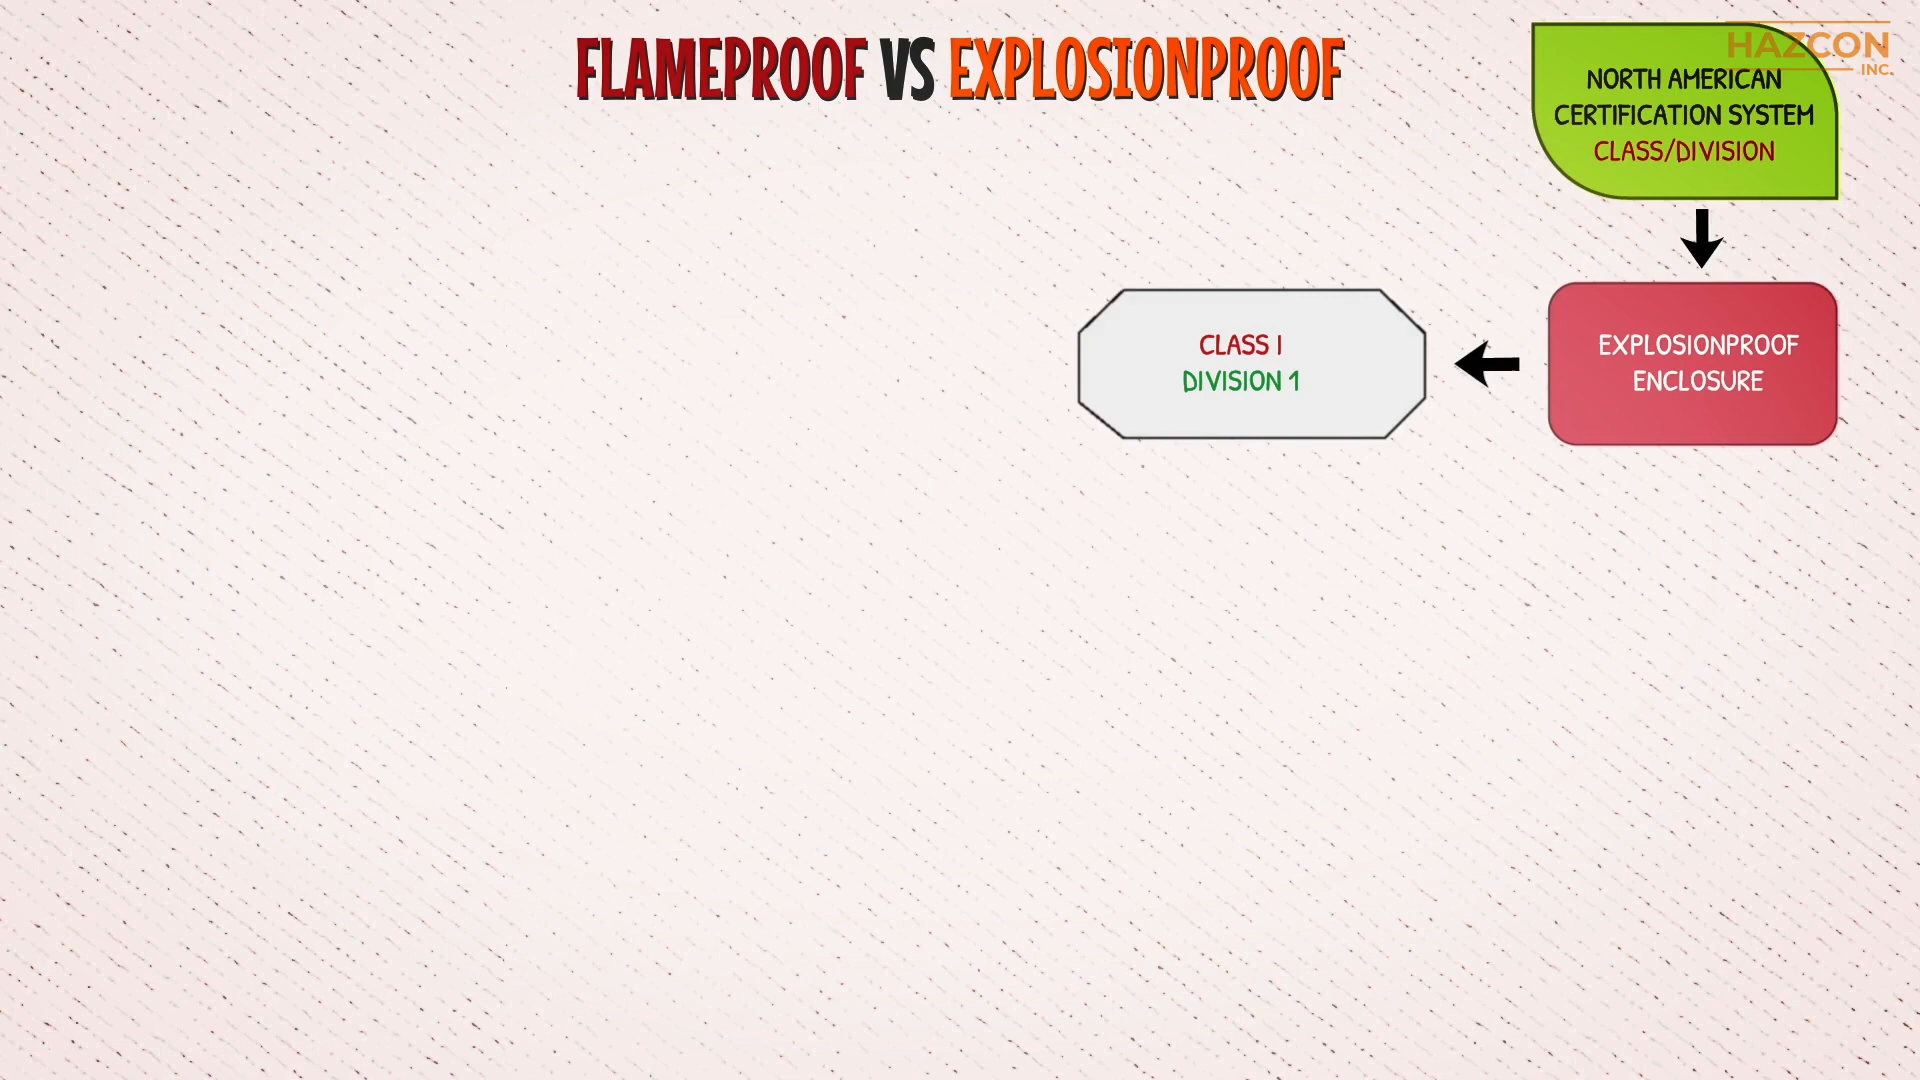 FLAMEPROOF VS EXPLOSIONPROOF
HAZCON
INC.
NORTH AMERICAN
CERTIFICATION SYSTEM
CLASS/DIVISION
CLASS I
DIVISION 1
EXPLOSIONPROOF
ENCLOSURE